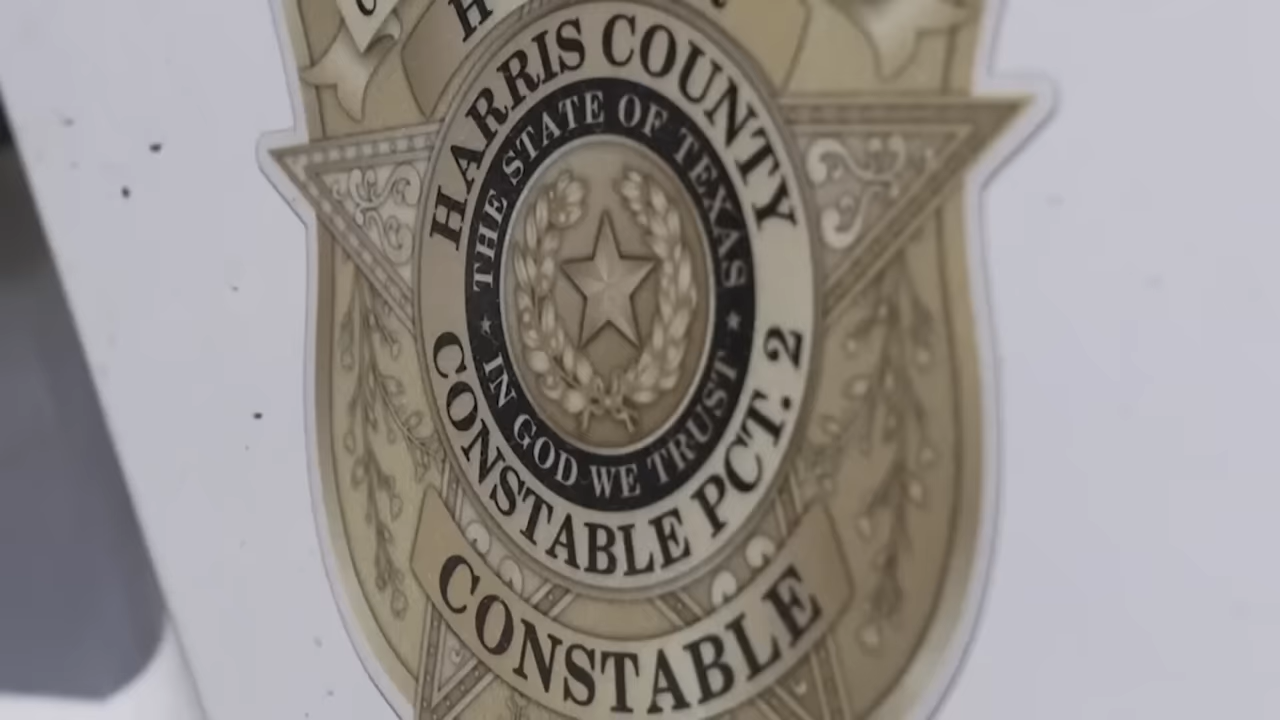 HARRIS COUNTY
THE STATE OF TEXAS
IN GOD WE TRUST
CONSTABLE PCT. 2
CONSTABLE